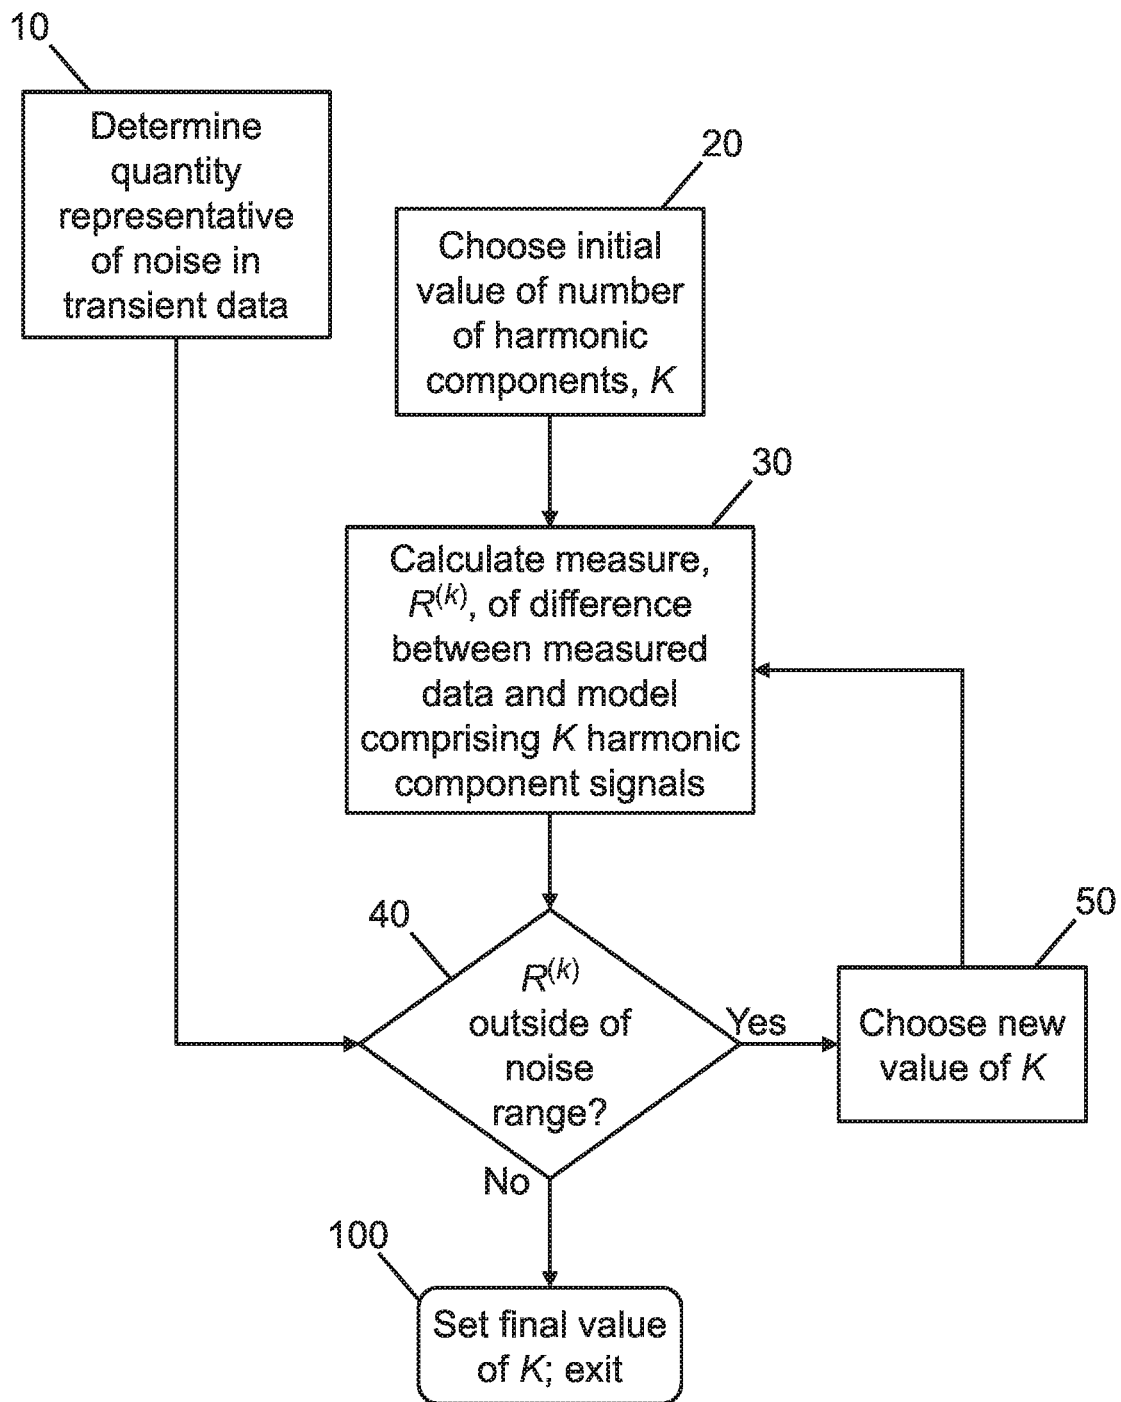 10
Determine
quantity
representative
of noise in
transient data
20
Choose initial
value of number
of harmonic
components, K
30
Calculate measure,
R(k), of difference
between measured
data and model
comprising K harmonic
component signals
40
R(k)
outside of
noise
range?
Yes
No
50
Choose new
value of K
100
Set final value
of K; exit